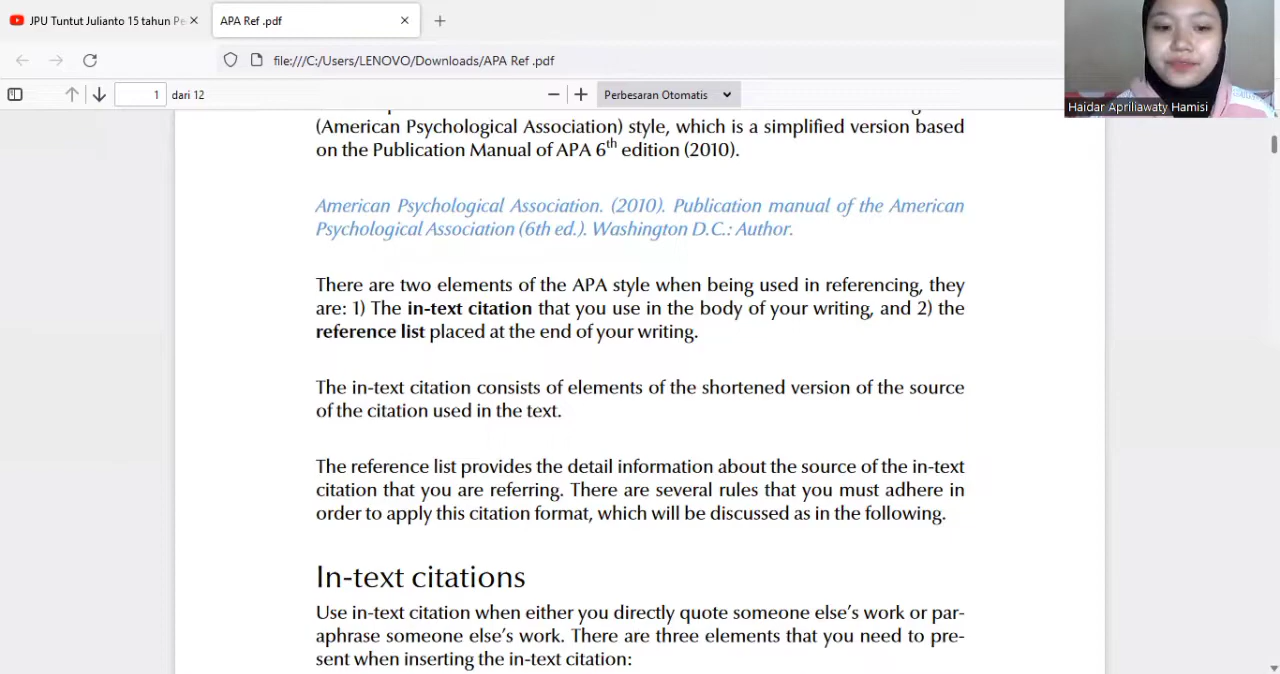 JPU Tuntut Julianto 15 tahun Pe
APA Ref .pdf
file:///C:/Users/LENOVO/Downloads/APA Ref .pdf
1 dari 12
Perbesaran Otomatis
Haidar Apriliawaty Hamisi
(American Psychological Association) style, which is a simplified version based
on the Publication Manual of APA 6th edition (2010).
American Psychological Association. (2010). Publication manual of the American
Psychological Association (6th ed.). Washington D.C.: Author.
There are two elements of the APA style when being used in referencing, they
are: 1) The in-text citation that you use in the body of your writing, and 2) the
reference list placed at the end of your writing.
The in-text citation consists of elements of the shortened version of the source
of the citation used in the text.
The reference list provides the detail information about the source of the in-text
citation that you are referring. There are several rules that you must adhere in
order to apply this citation format, which will be discussed as in the following.
In-text citations
Use in-text citation when either you directly quote someone else's work or par-
aphrase someone else's work. There are three elements that you need to pre-
sent when inserting the in-text citation: